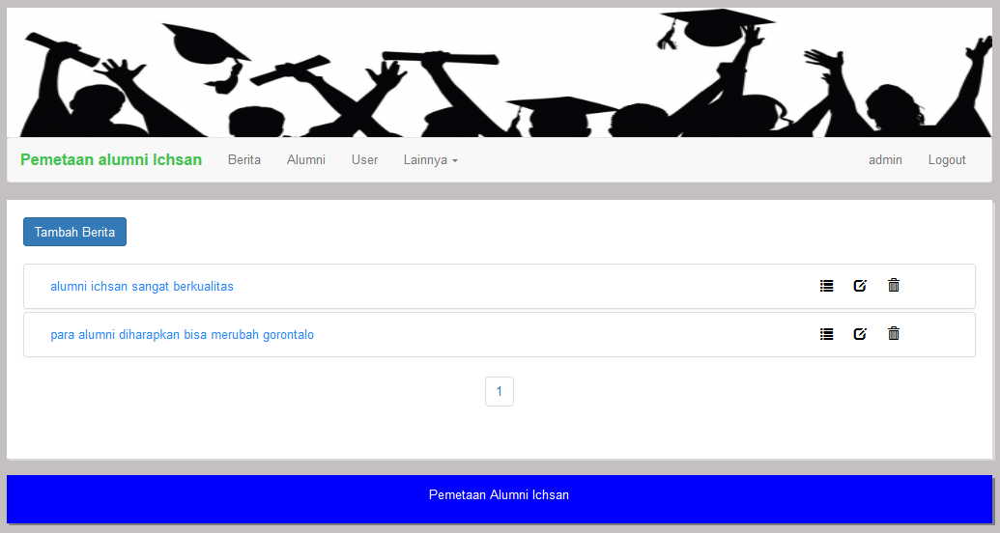 Pemetaan alumni Ichsan Berita Alumni User Lainnya admin Logout
Tambah Berita
alumni ichsan sangat berkualitas
para alumni diharapkan bisa merubah gorontalo
1
Pemetaan Alumni Ichsan